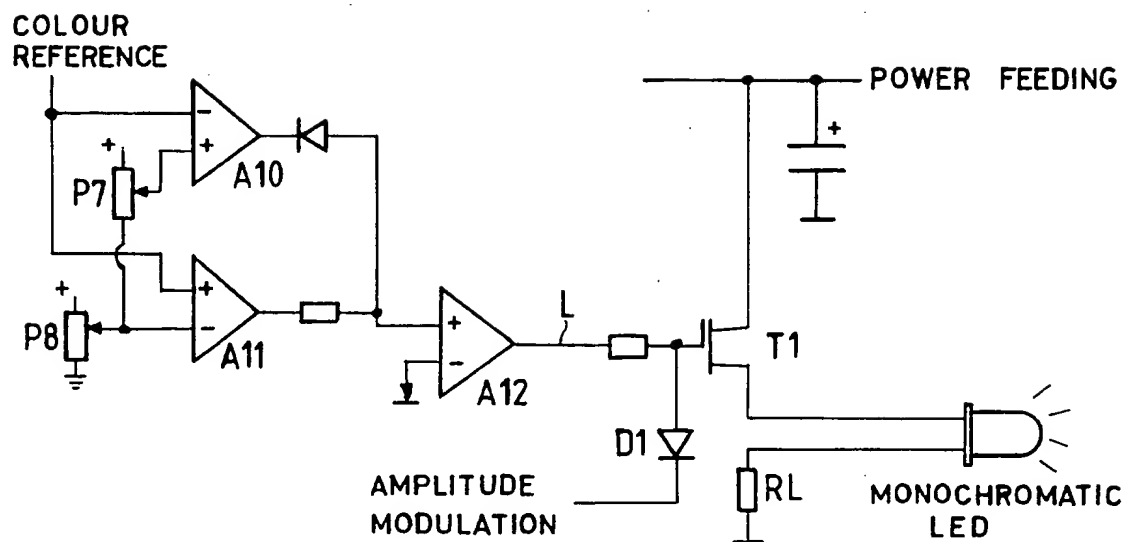 COLOUR
REFERENCE
POWER FEEDING
-
+
A10
+
+
P7
+
-
A11
+
P8
+
-
A12
L
T1
D1
AMPLITUDE
MODULATION
RL
MONOCHROMATIC
LED